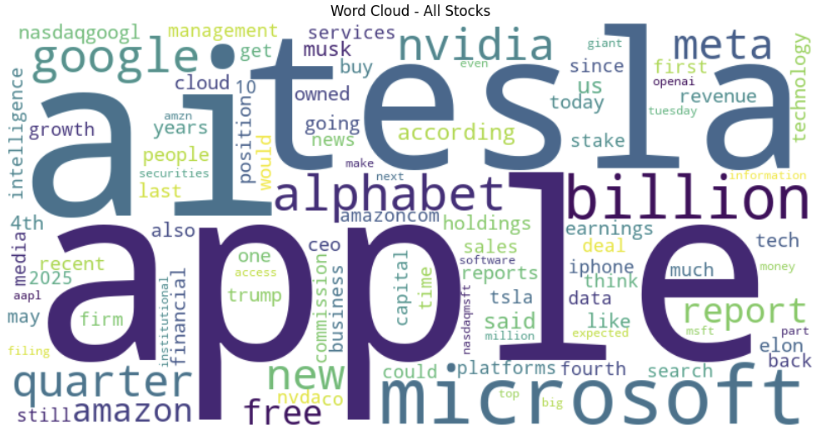 Word Cloud - All Stocks
nasdaqgoogl
management
services
google
get
musk
nvidia
meta
giant
even
since
first
openai
technology
cloud
10
buy
us
revenue
today
tuesday
intelligence
ai
tesla
amzn
owned
growth
years
going
news
according
stake
people
position
would
make
securities
last
next
information
alphabet
billion
4th
also
amazoncom
holdings
earnings
deal
tech
media
recent
one
ceo
sales
software
iphone
much
money
2025
access
capital
time
reports
think
aapl
apple
trump
commission
business
tsla
data
may
firm
institutional
financial
nasdaqmsft
said
like
report
million
expected
msft
part
filing
could
platforms
fourth
search
elon
back
quarter
new
microsoft
nvdaco
top
big
still
amazon
free